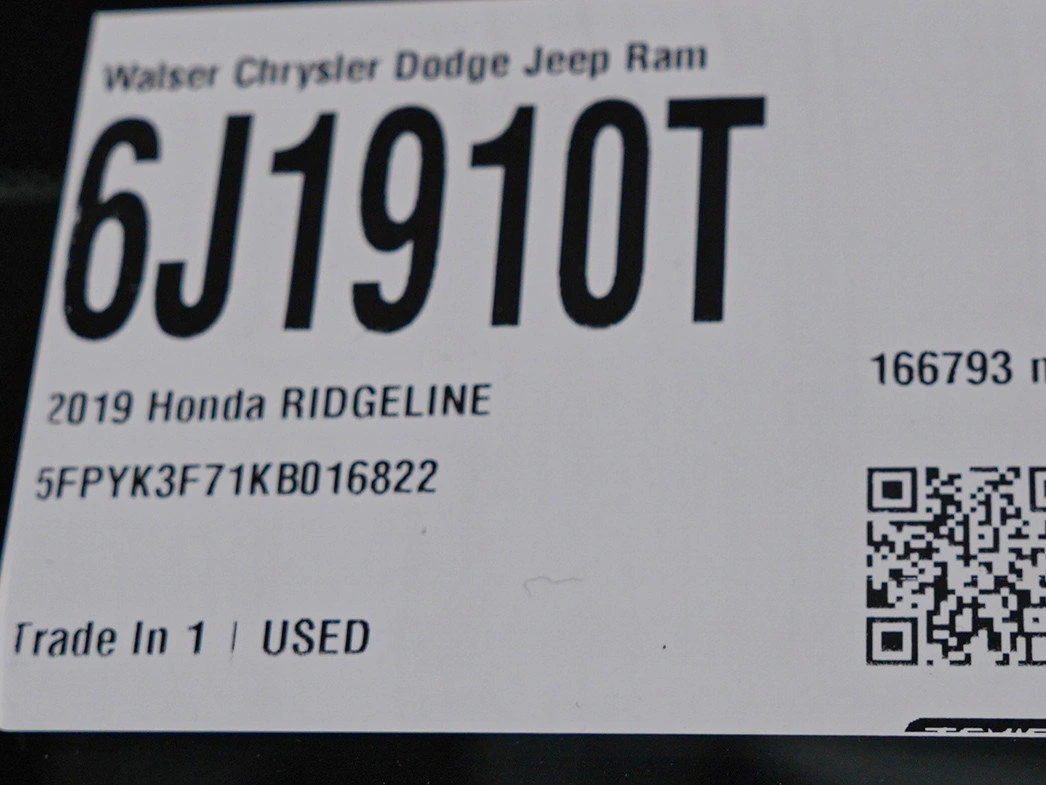 Walser Chrysler Dodge Jeep Ram
6J1910T
2019 Honda RIDGELINE
166793
5FPYK3F71KB016822
Trade In 1 | USED